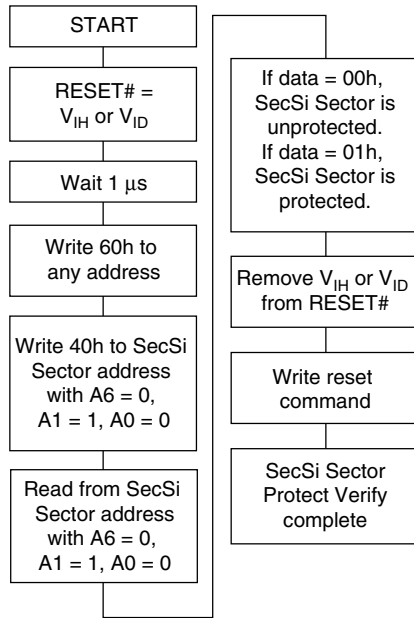 START
RESET# =
V_IH or V_ID
Wait 1 μs
Write 60h to
any address
Write 40h to SecSi
Sector address
with A6 = 0,
A1 = 1, A0 = 0
Read from SecSi
Sector address
with A6 = 0,
A1 = 1, A0 = 0
If data = 00h,
SecSi Sector is
unprotected.
If data = 01h,
SecSi Sector is
protected.
Remove V_IH or V_ID
from RESET#
Write reset
command
SecSi Sector
Protect Verify
complete